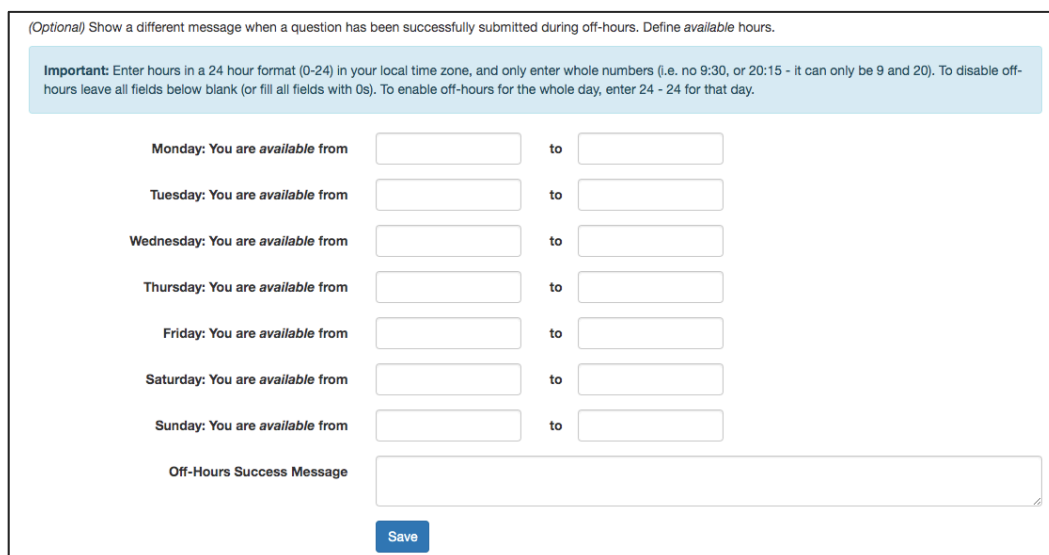 (Optional) Show a different message when a question has been successfully submitted during off-hours. Define available hours.
Important: Enter hours in a 24 hour format (0-24) in your local time zone, and only enter whole numbers (i.e. no 9:30, or 20:15 - it can only be 9 and 20). To disable off-
hours leave all fields below blank (or fill all fields with 0s). To enable off-hours for the whole day, enter 24 - 24 for that day.
Monday: You are available from to
Tuesday: You are available from to
Wednesday: You are available from to
Thursday: You are available from to
Friday: You are available from to
Saturday: You are available from to
Sunday: You are available from to
Off-Hours Success Message
Save